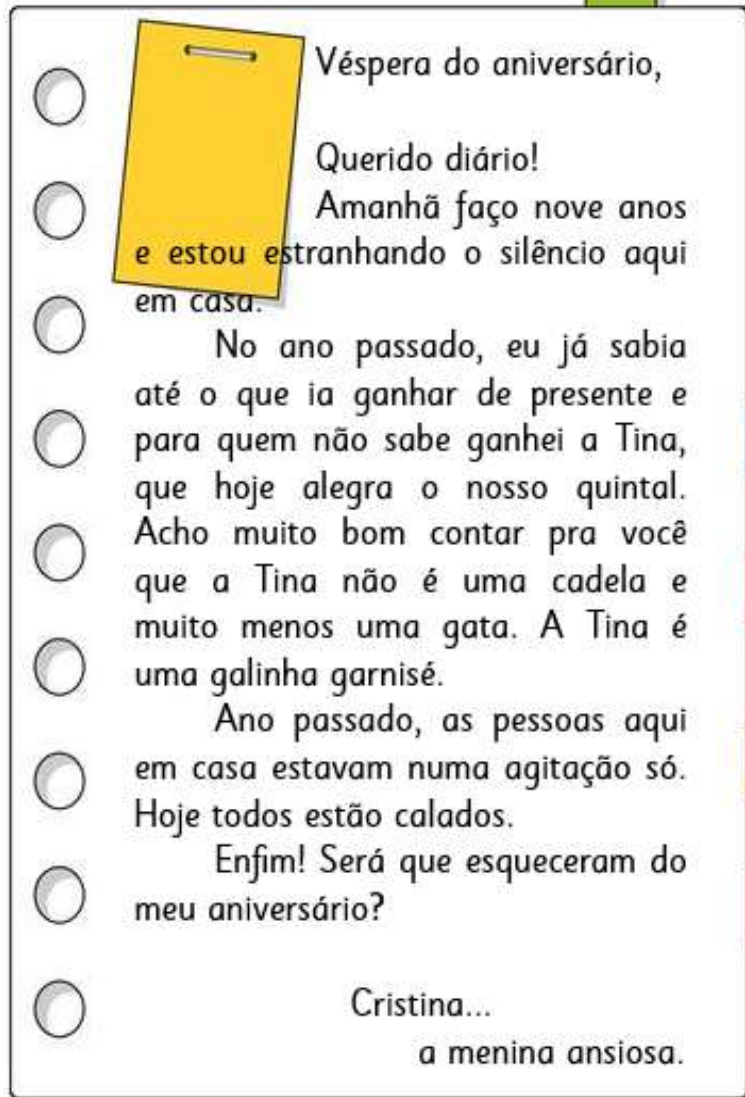 Véspera do aniversário,
Querido diário!
Amanhã faço nove anos
e estou estranhando o silêncio aqui
em casa.
No ano passado, eu já sabia
até o que ia ganhar de presente e
para quem não sabe ganhei a Tina,
que hoje alegra o nosso quintal.
Acho muito bom contar pra você
que a Tina não é uma cadela e
muito menos uma gata. A Tina é
uma galinha garnisé.
Ano passado, as pessoas aqui
em casa estavam numa agitação só.
Hoje todos estão calados.
Enfim! Será que esqueceram do
meu aniversário?
Cristina...
a menina ansiosa.